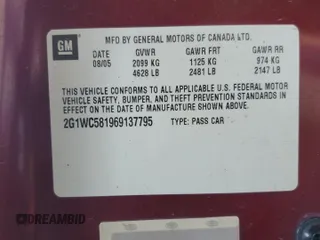 GM
MFD BY GENERAL MOTORS OF CANADA LTD.
DATE GVWR GAWR FRT GAWR RR
08/05 2099 KG 1125 KG 974 KG
4628 LB 2481 LB 2147 LB
THIS VEHICLE CONFORMS TO ALL APPLICABLE U.S. FEDERAL MOTOR
VEHICLE SAFETY, BUMPER, AND THEFT PREVENTION STANDARDS
IN EFFECT ON THE DATE OF MANUFACTURE SHOWN ABOVE.
2G1WC581969137795 TYPE: PASS CAR
© DREAMBID